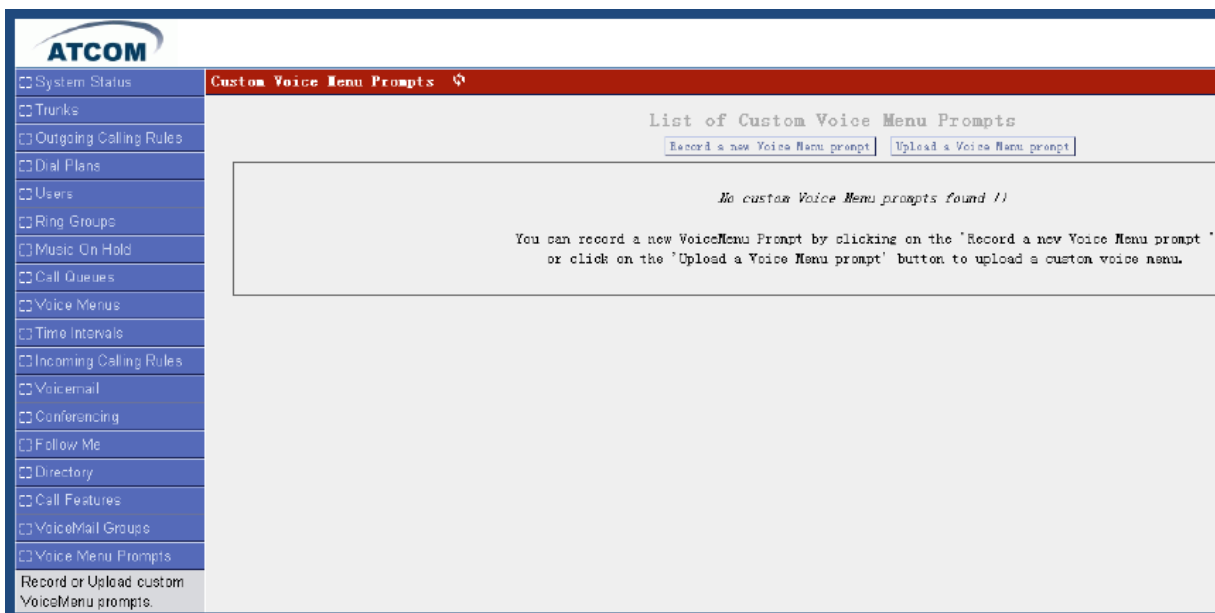 ATCOM
System Status
Trunks
Outgoing Calling Rules
Dial Plans
Users
Ring Groups
Music On Hold
Call Queues
Voice Menus
Time Intervals
Incoming Calling Rules
Voicemail
Conferencing
Follow Me
Directory
Call Features
VoiceMail Groups
Voice Menu Prompts
Record or Upload custom
VoiceMenu prompts.
Custom Voice Menu Prompts
List of Custom Voice Menu Prompts
Record a new Voice Menu prompt Upload a Voice Menu prompt
No custom Voice Menu prompts found !!
You can record a new VoiceMenu Prompt by clicking on the 'Record a new Voice Menu prompt '
or click on the 'Upload a Voice Menu prompt' button to upload a custom voice menu.